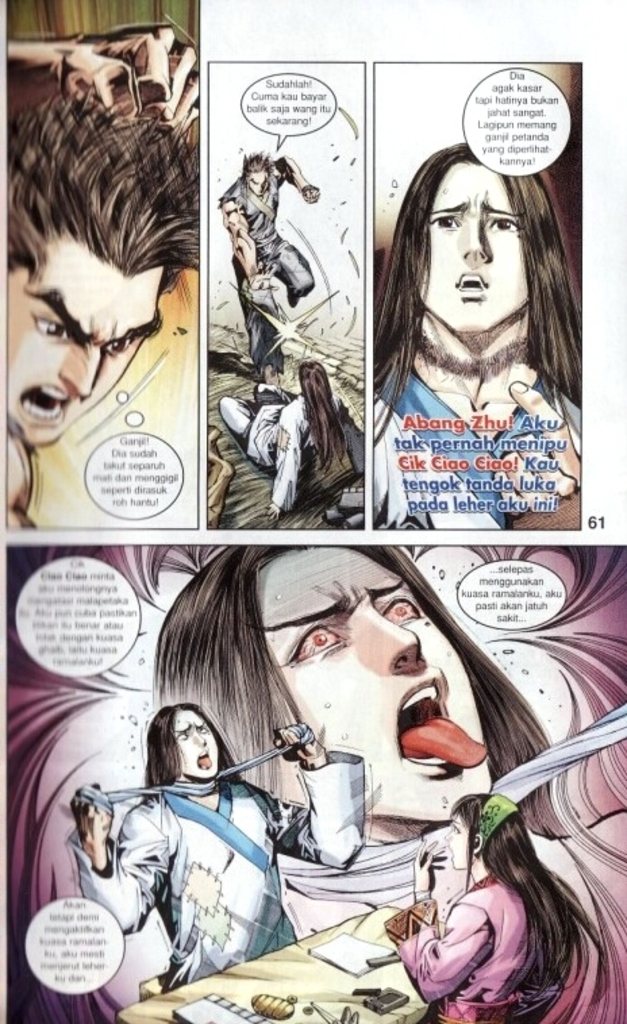 Ganjil!
Dia sudah
takut separuh
mati dan menggigil
seperti dirasuk
roh hantu!
Sudahlah!
Cuma kau bayar
balik saja wang itu
sekarang!
Dia
agak kasar
tapi hatinya bukan
jahat sangat.
Lagipun memang
ganjil petanda
yang diperlihat-
kannya!
Abang Zhu! Aku
tak pernah menipu
Cik Ciao Ciao! Kau
tengok tanda luka
pada leher aku ini!
61
Cik
Ciao Ciao minta
aku menolongnya
mengatasi malapetaka
itu. Aku pun cuba pastikan
itu benar atau
tidak dengan kuasa
ghaib, iaitu kuasa
ramalanku!
...selepas
menggunakan
kuasa ramalanku, aku
pasti akan jatuh
sakit...
Akan
tetapi demi
mengaktifkan
kuasa ramalan-
ku, aku mesti
menjerut leher-
ku dan...